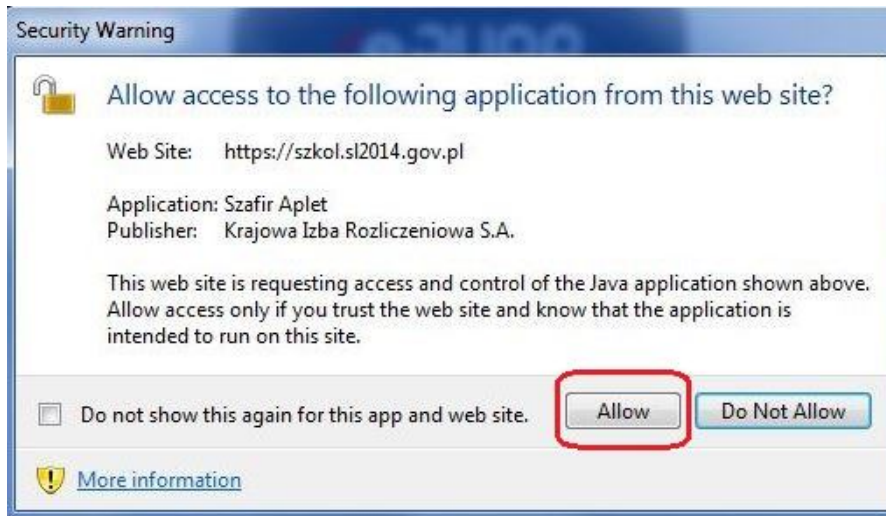 Security Warning
Allow access to the following application from this web site?
Web Site: https://szkol.sl2014.gov.pl
Application: Szafir Aplet
Publisher: Krajowa Izba Rozliczeniowa S.A.
This web site is requesting access and control of the Java application shown above.
Allow access only if you trust the web site and know that the application is
intended to run on this site.
Do not show this again for this app and web site.
Allow
Do Not Allow
More information